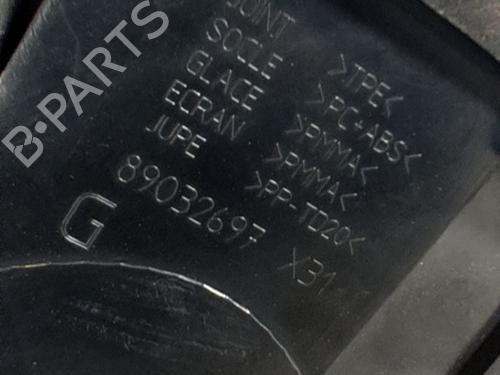 JOINT >TPE<
SOCLE >PC-ABS<
GLACE >PMMA<
ECRAN >PMMA<
JUPE >PP-TD20<
89032697 X31
G
B-PARTS